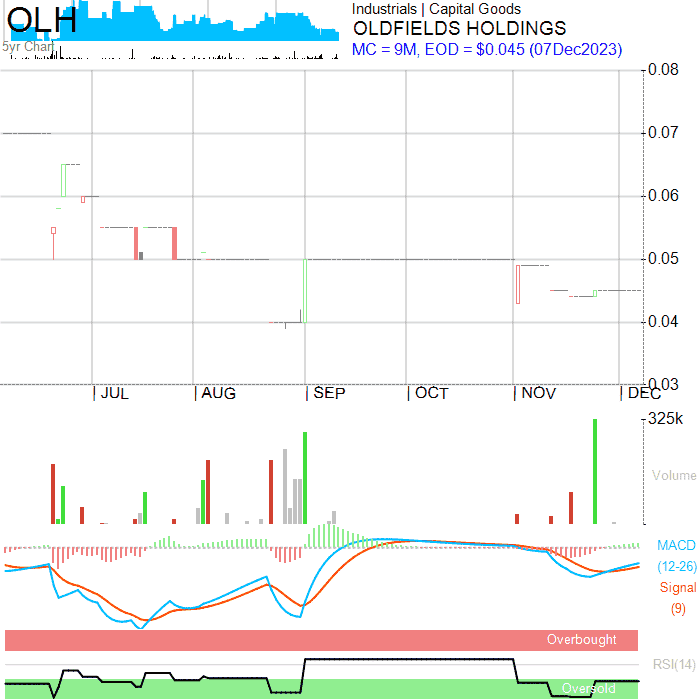 OLH
5yr Chart
Industrials | Capital Goods
OLDFIELDS HOLDINGS
MC = 9M, EOD = $0.045 (07Dec2023)
0.08
0.07
0.06
0.05
0.04
0.03
JUL AUG SEP OCT NOV DEC
325k
Volume
MACD
(12-26)
Signal
(9)
Overbought
RSI(14)
Oversold